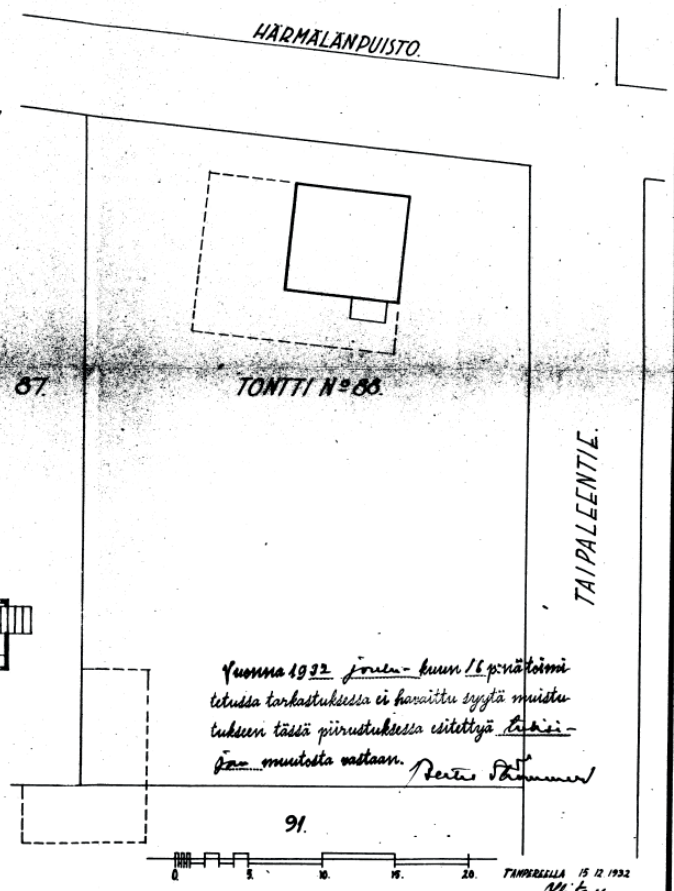 HÄRMÄLÄNPUISTO.
87.
TONTTI Nº 88.
TAIPALEENTIE.
Vuonna 1932 joulu-kuun 16 p:nä toimi
tetussa tarkastuksessa ei havaittu syytä muistu
tukseen tässä piirustuksessa esitettyä
muutosta vastaan.
91.
0. 5. 10. 15. 20.
TAMPEREELLA 15 12 1932